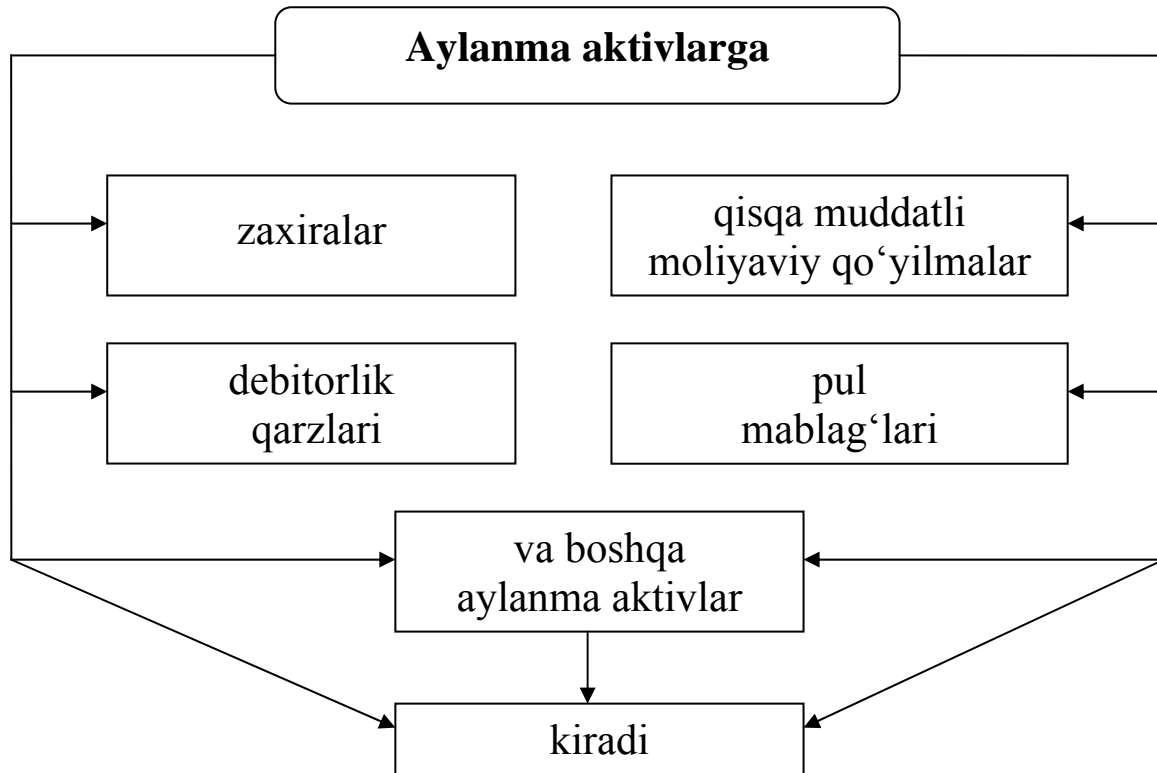 Aylanma aktivlarga
zaxiralar
qisqa muddatli
moliyaviy qo‘yilmalar
debitorlik
qarzlari
pul
mablag‘lari
va boshqa
aylanma aktivlar
kiradi